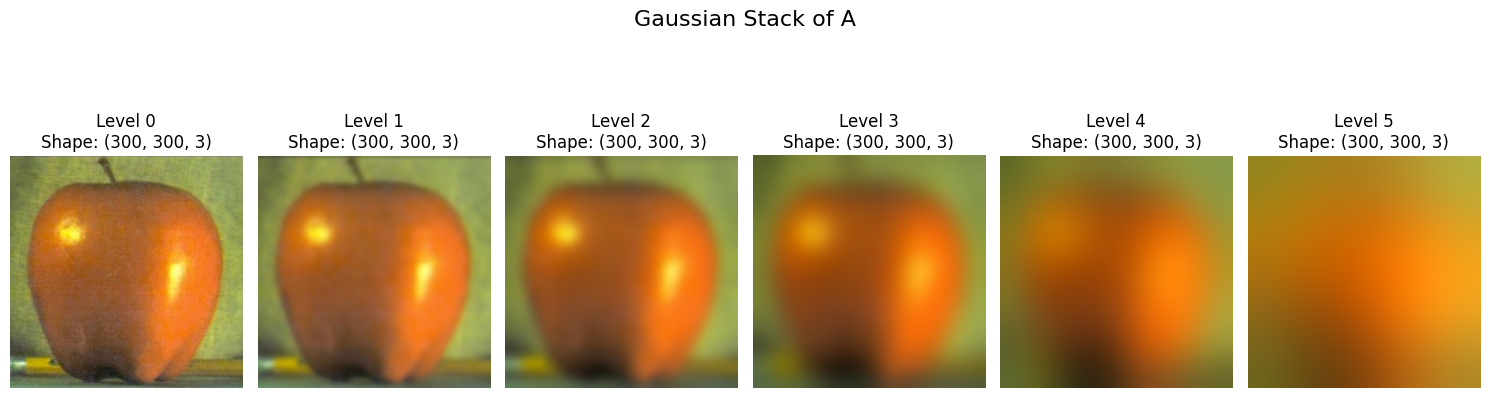 Gaussian Stack of A
Level 0
Shape: (300, 300, 3)
Level 1
Shape: (300, 300, 3)
Level 2
Shape: (300, 300, 3)
Level 3
Shape: (300, 300, 3)
Level 4
Shape: (300, 300, 3)
Level 5
Shape: (300, 300, 3)